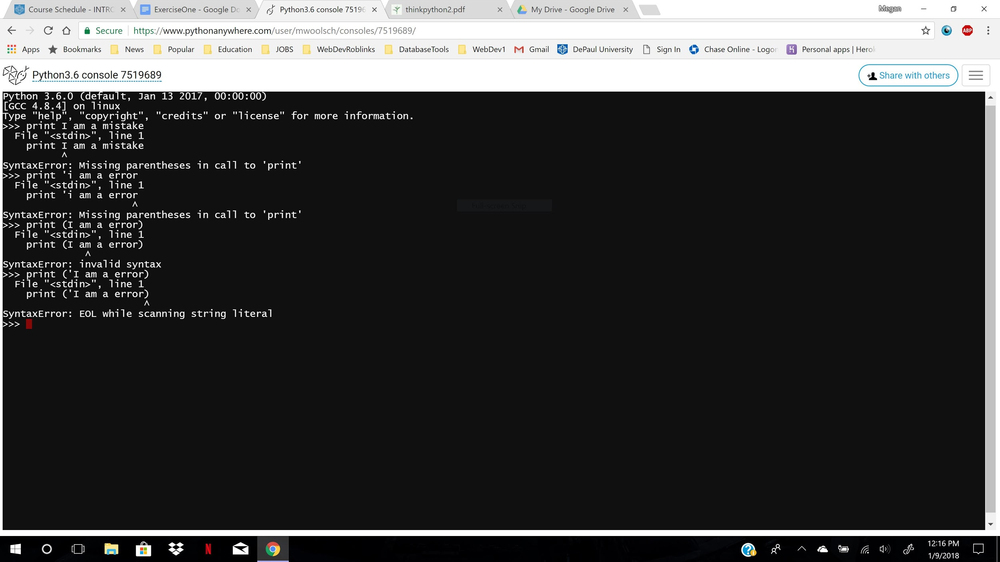 Course Schedule - INTRC
ExerciseOne - Google Do
Python3.6 console 75196
thinkpython2.pdf
My Drive - Google Drive
Megan
Secure
https://www.pythonanywhere.com/user/mwoolsch/consoles/7519689/
ABP
Apps
Bookmarks
News
Popular
Education
JOBS
WebDevRoblinks
DatabaseTools
WebDev1
Gmail
DePaul University
Sign In
Chase Online - Logon
Personal apps | Herok
Python3.6 console 7519689
Share with others
Python 3.6.0 (default, Jan 13 2017, 00:00:00)
[GCC 4.8.4] on linux
Type "help", "copyright", "credits" or "license" for more information.
>>> print I am a mistake
  File "<stdin>", line 1
    print I am a mistake
          ^
SyntaxError: Missing parentheses in call to 'print'
>>> print 'i am a error
  File "<stdin>", line 1
    print 'i am a error
                      ^
SyntaxError: Missing parentheses in call to 'print'
>>> print (I am a error)
  File "<stdin>", line 1
    print (I am a error)
              ^
SyntaxError: invalid syntax
>>> print ('I am a error)
  File "<stdin>", line 1
    print ('I am a error)
                        ^
SyntaxError: EOL while scanning string literal
>>>
Full-screen Snip
12:16 PM
1/9/2018